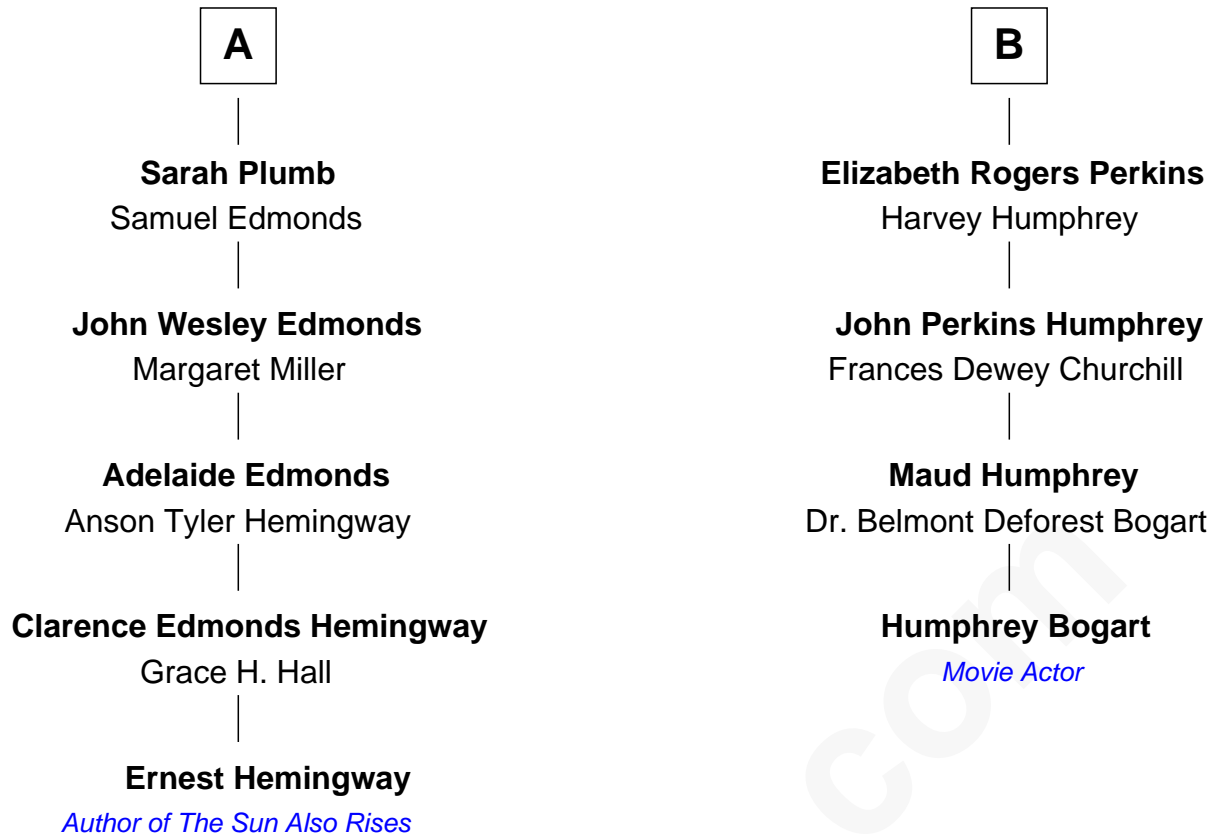 A
Sarah Plumb
Samuel Edmonds
John Wesley Edmonds
Margaret Miller
Adelaide Edmonds
Anson Tyler Hemingway
Clarence Edmonds Hemingway
Grace H. Hall
Ernest Hemingway
Author of The Sun Also Rises
B
Elizabeth Rogers Perkins
Harvey Humphrey
John Perkins Humphrey
Frances Dewey Churchill
Maud Humphrey
Dr. Belmont Deforest Bogart
Humphrey Bogart
Movie Actor
com